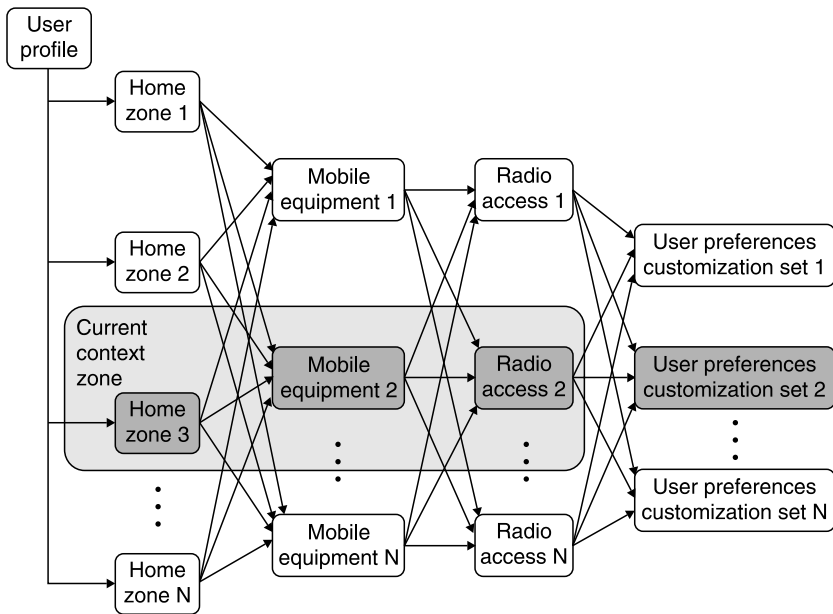 User
profile
Home
zone 1
Home
zone 2
Current
context
zone
Home
zone 3
Home
zone N
Mobile
equipment 1
Mobile
equipment 2
Mobile
equipment N
Radio
access 1
Radio
access 2
Radio
access N
User preferences
customization set 1
User preferences
customization set 2
User preferences
customization set N